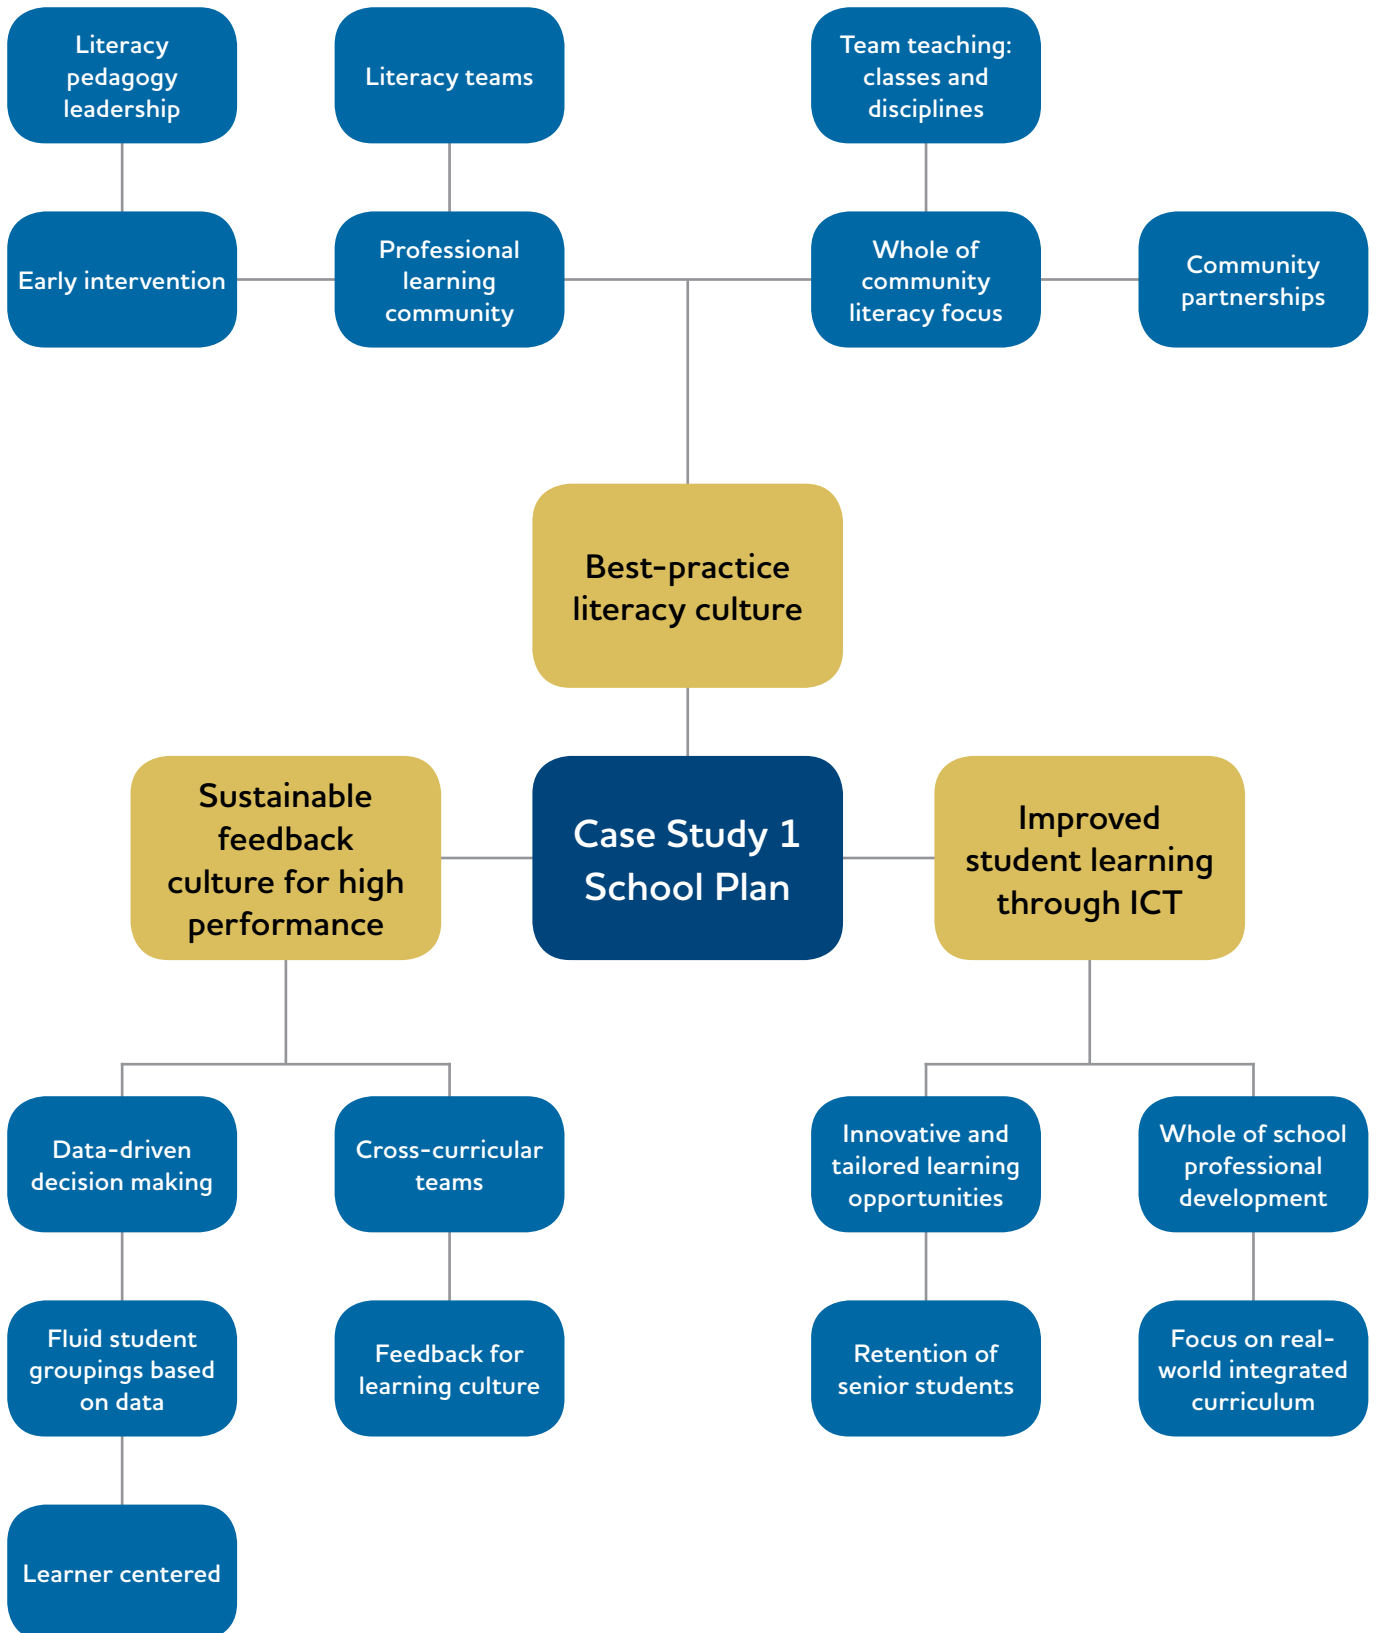 Literacy
pedagogy
leadership
Literacy teams
Team teaching:
classes and
disciplines
Early intervention
Professional
learning
community
Whole of
community
literacy focus
Community
partnerships
Best-practice
literacy culture
Sustainable
feedback
culture for high
performance
Case Study 1
School Plan
Improved
student learning
through ICT
Data-driven
decision making
Cross-curricular
teams
Innovative and
tailored learning
opportunities
Whole of school
professional
development
Fluid student
groupings based
on data
Feedback for
learning culture
Retention of
senior students
Focus on real-
world integrated
curriculum
Learner centered